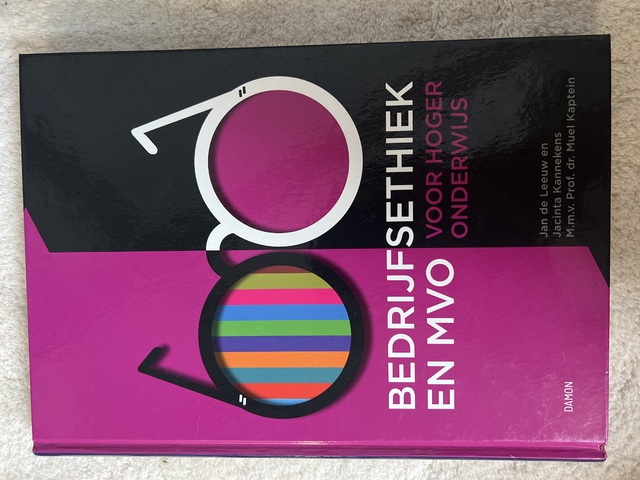 BEDRIJFSETHIEK
EN MVO VOOR HOGER
ONDERWIJS
Jan de Leeuw en
Jacinta Kannekens
M.m.v. Prof. dr. Muel Kaptein
DAMON